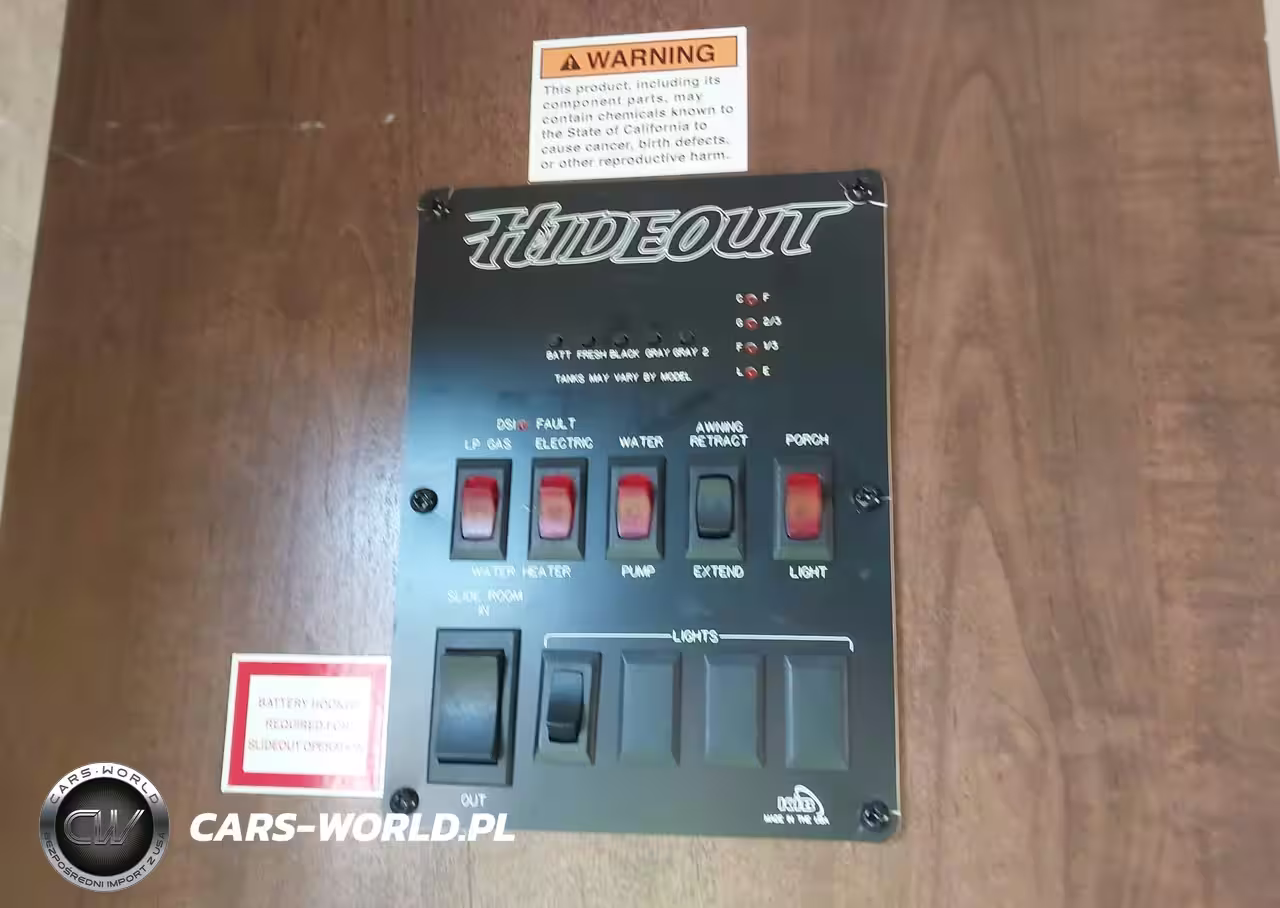 WARNING
This product, including its
component parts, may
contain chemicals known to
the State of California to
cause cancer, birth defects,
or other reproductive harm.
HIDEOUT
C F
G 2/3
F 1/3
L E
BATT FRESH BLACK GRAY GRAY 2
TANKS MAY VARY BY MODEL
DSI FAULT
LP GAS ELECTRIC WATER AWNING RETRACT PORCH
WATER HEATER PUMP EXTEND LIGHT
SLIDE ROOM
IN
LIGHTS
OUT
BATTERY HOOKUP
REQUIRED FOR
SLIDEOUT OPERATION
KIB
MADE IN THE USA
CARS-WORLD
CW
BEZPOŚREDNI IMPORT Z USA
CARS-WORLD.PL